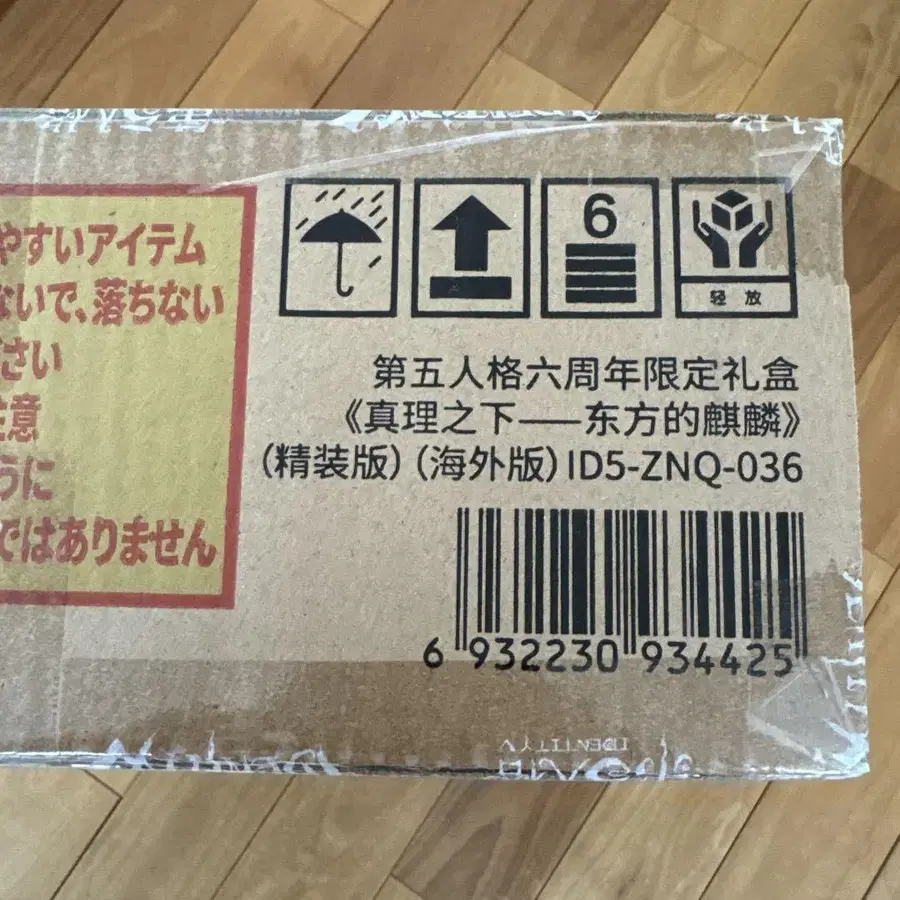 やすいアイテム
ないで、落ちない
ださい
注意
うに
ではありません
6
轻放
第五人格六周年限定礼盒
《真理之下——东方的麒麟》
(精装版)(海外版)ID5-ZNQ-036
6 932230 934425
IDENTITY V